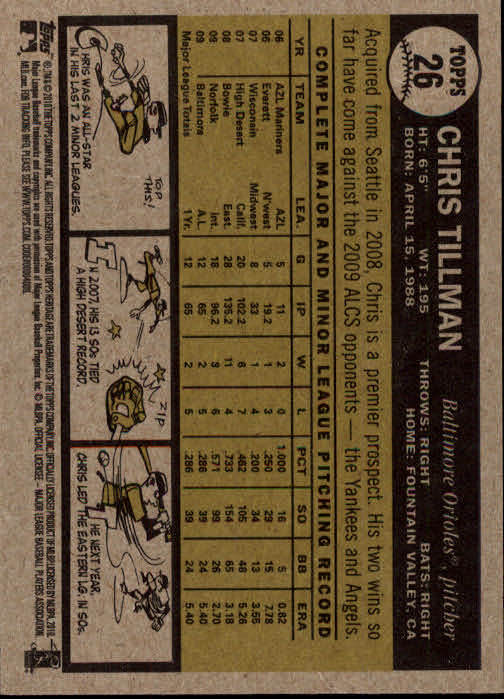 TOPPS
26
CHRIS TILLMAN
Baltimore Orioles®, pitcher
HT: 6'5" WT: 195 THROWS: RIGHT BATS: RIGHT
BORN: APRIL 15, 1988 HOME: FOUNTAIN VALLEY, CA
Acquired from Seattle in 2008, Chris is a premier prospect. His two wins so
far have come against the 2009 ALCS opponents — the Yankees and Angels.
COMPLETE MAJOR AND MINOR LEAGUE PITCHING RECORD
YR TEAM LEA. G IP W L PCT SO BB ERA
06 AZL Mariners AZL 5 11 2 0 1.000 16 5 0.82
06 Everett N'west 5 19.2 1 3 .250 29 15 7.78
07 Wisconsin Midwest 8 33 1 4 .200 34 13 3.55
07 High Desert Calif. 20 102.2 6 7 .462 105 48 5.26
08 Bowie East. 28 135.2 11 4 .733 154 65 3.18
09 Norfolk Int. 18 96.2 8 6 .571 99 26 2.70
09 Baltimore A.L. 12 65 2 5 .286 39 24 5.40
Major League Totals 1 Yr. 12 65 2 5 .286 39 24 5.40
TOP THIS!
CHRIS WAS AN ALL-STAR
IN HIS LAST 2 MINOR LEAGUES.
IN 2007, HIS 13 SOs TIED
A HIGH DESERT RECORD.
ZIP
THE NEXT YEAR,
CHRIS LED THE EASTERN LG. IN SOs.
Topps